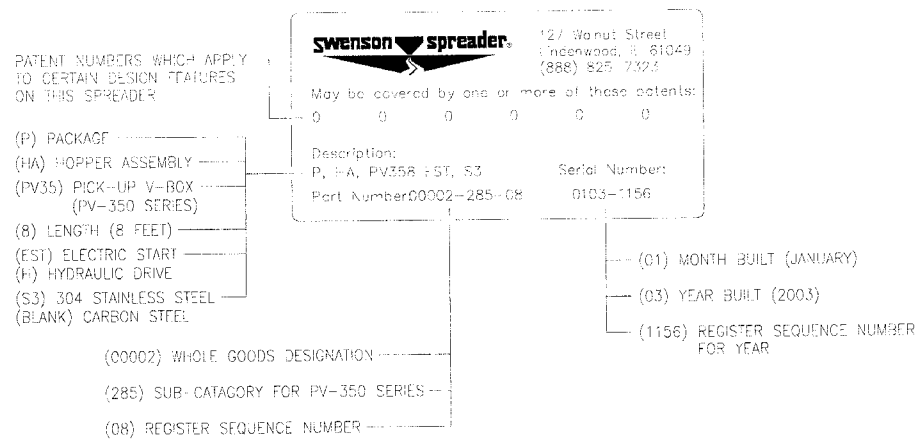 swenson spreader®
127 Walnut Street
Lindenwood, IL 61049
(888) 825-7323
May be covered by one or more of these patents:
0 0 0 0 0 0
Description:
P, HA, PV358 EST, S3
Serial Number:
Part Number:00002-285-08
0103-1156
PATENT NUMBERS WHICH APPLY
TO CERTAIN DESIGN FEATURES
ON THIS SPREADER
(P) PACKAGE
(HA) HOPPER ASSEMBLY
(PV35) PICK-UP V-BOX
(PV-350 SERIES)
(8) LENGTH (8 FEET)
(EST) ELECTRIC START
(H) HYDRAULIC DRIVE
(S3) 304 STAINLESS STEEL
(BLANK) CARBON STEEL
(00002) WHOLE GOODS DESIGNATION
(285) SUB-CATAGORY FOR PV-350 SERIES
(08) REGISTER SEQUENCE NUMBER
(01) MONTH BUILT (JANUARY)
(03) YEAR BUILT (2003)
(1156) REGISTER SEQUENCE NUMBER
FOR YEAR